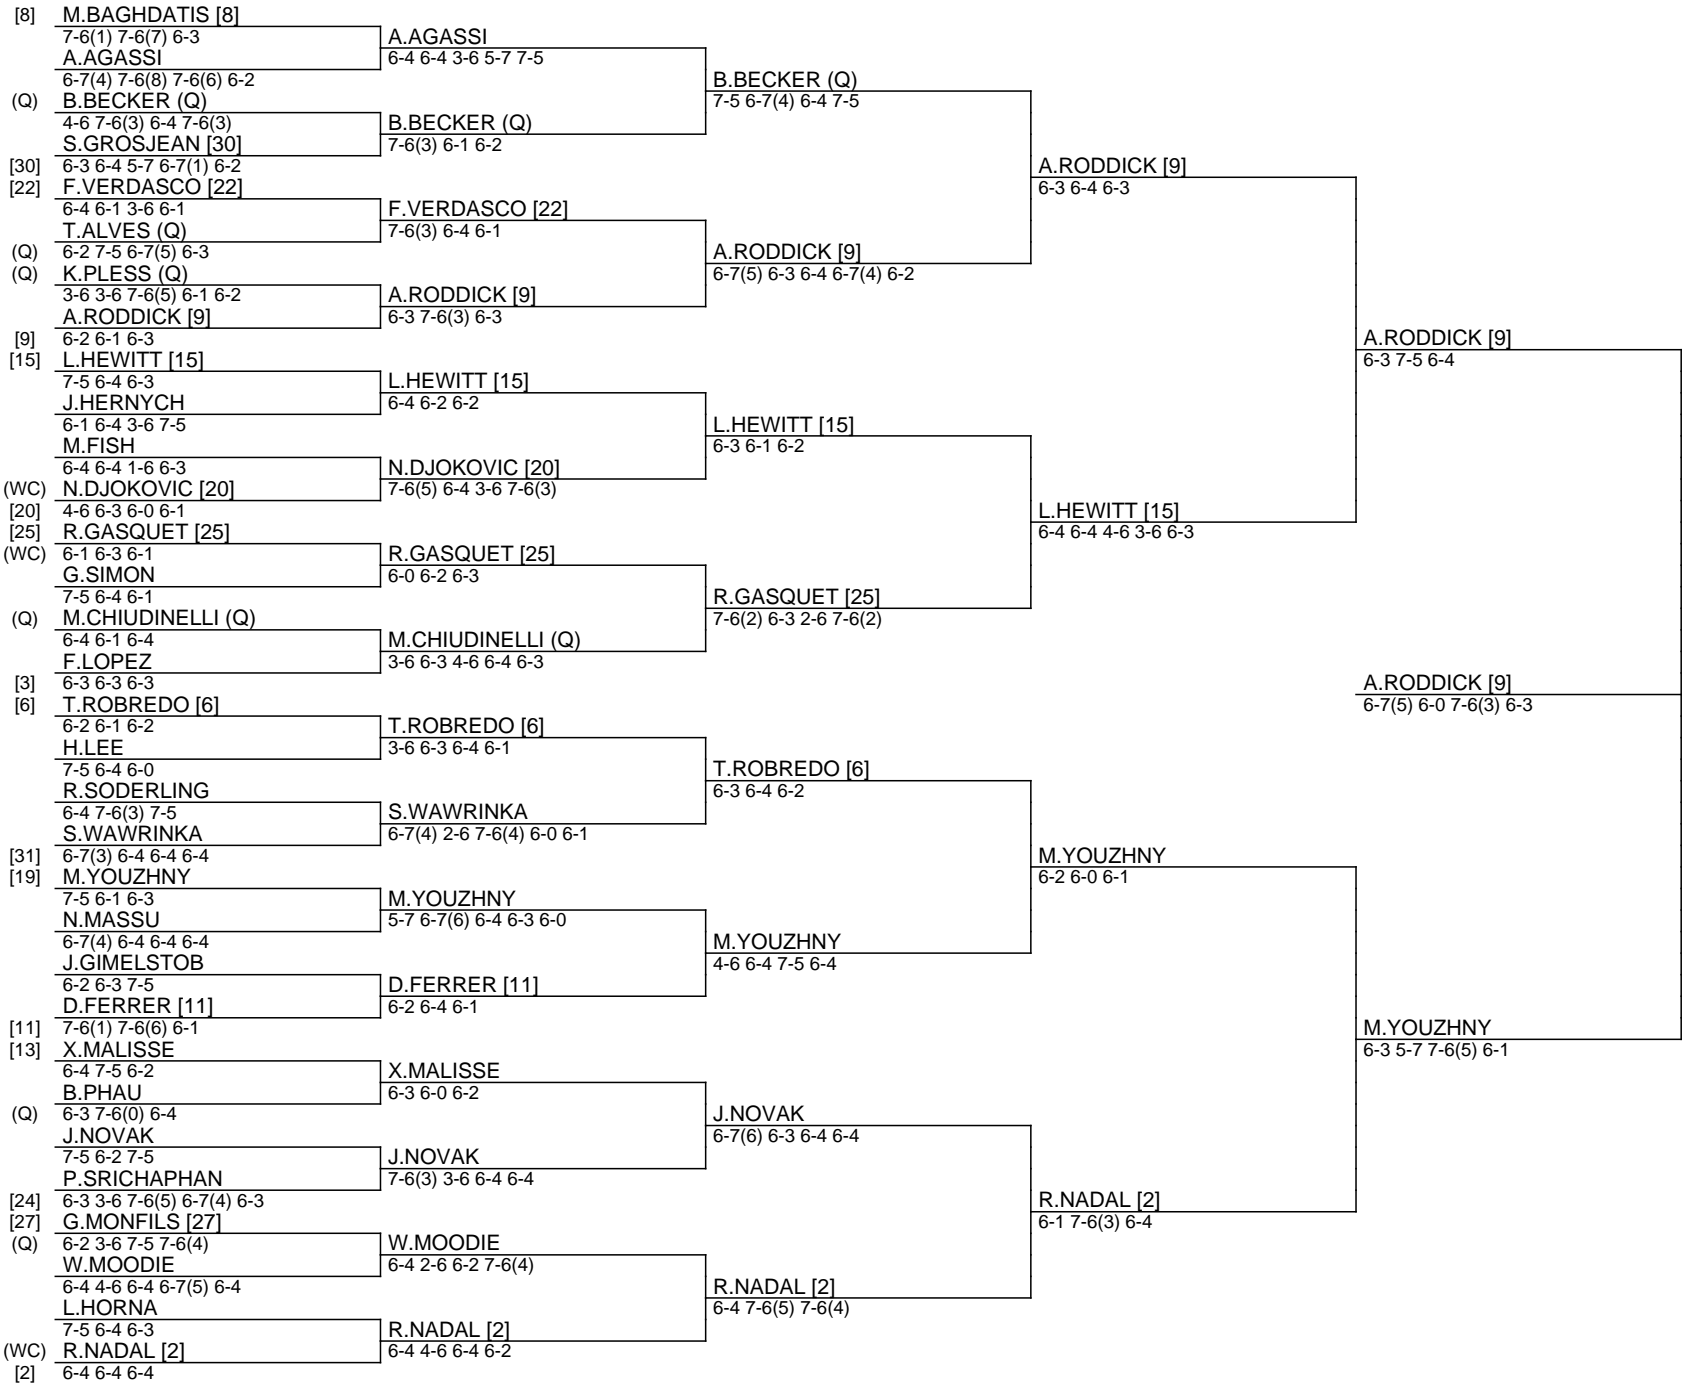 [8] M.BAGHDATIS [8]
7-6(1) 7-6(7) 6-3
A.AGASSI
6-7(4) 7-6(8) 7-6(6) 6-2
(Q) B.BECKER (Q)
4-6 7-6(3) 6-4 7-6(3)
S.GROSJEAN [30]
[30] 6-3 6-4 5-7 6-7(1) 6-2
[22] F.VERDASCO [22]
6-4 6-1 3-6 6-1
T.ALVES (Q)
(Q) 6-2 7-5 6-7(5) 6-3
(Q) K.PLESS (Q)
3-6 3-6 7-6(5) 6-1 6-2
A.RODDICK [9]
[9] 6-2 6-1 6-3
[15] L.HEWITT [15]
7-5 6-4 6-3
J.HERNYCH
6-1 6-4 3-6 7-5
M.FISH
6-4 6-4 1-6 6-3
(WC) N.DJOKOVIC [20]
[20] 4-6 6-3 6-0 6-1
[25] R.GASQUET [25]
(WC) 6-1 6-3 6-1
G.SIMON
7-5 6-4 6-1
(Q) M.CHIUDINELLI (Q)
6-4 6-1 6-4
F.LOPEZ
[3] 6-3 6-3 6-3
[6] T.ROBREDO [6]
6-2 6-1 6-2
H.LEE
7-5 6-4 6-0
R.SODERLING
6-4 7-6(3) 7-5
S.WAWRINKA
[31] 6-7(3) 6-4 6-4 6-4
[19] M.YOUZHNY
7-5 6-1 6-3
N.MASSU
6-7(4) 6-4 6-4 6-4
J.GIMELSTOB
6-2 6-3 7-5
D.FERRER [11]
[11] 7-6(1) 7-6(6) 6-1
[13] X.MALISSE
6-4 7-5 6-2
B.PHAU
(Q) 6-3 7-6(0) 6-4
J.NOVAK
7-5 6-2 7-5
P.SRICHAPHAN
[24] 6-3 3-6 7-6(5) 6-7(4) 6-3
[27] G.MONFILS [27]
(Q) 6-2 3-6 7-5 7-6(4)
W.MOODIE
6-4 4-6 6-4 6-7(5) 6-4
L.HORNA
7-5 6-4 6-3
(WC) R.NADAL [2]
[2] 6-4 6-4 6-4
A.AGASSI
6-4 6-4 3-6 5-7 7-5
B.BECKER (Q)
7-6(3) 6-1 6-2
F.VERDASCO [22]
7-6(3) 6-4 6-1
A.RODDICK [9]
6-3 7-6(3) 6-3
L.HEWITT [15]
6-4 6-2 6-2
N.DJOKOVIC [20]
7-6(5) 6-4 3-6 7-6(3)
R.GASQUET [25]
6-0 6-2 6-3
M.CHIUDINELLI (Q)
3-6 6-3 4-6 6-4 6-3
T.ROBREDO [6]
3-6 6-3 6-4 6-1
S.WAWRINKA
6-7(4) 2-6 7-6(4) 6-0 6-1
M.YOUZHNY
5-7 6-7(6) 6-4 6-3 6-0
D.FERRER [11]
6-2 6-4 6-1
X.MALISSE
6-3 6-0 6-2
J.NOVAK
7-6(3) 3-6 6-4 6-4
W.MOODIE
6-4 2-6 6-2 7-6(4)
R.NADAL [2]
6-4 4-6 6-4 6-2
B.BECKER (Q)
7-5 6-7(4) 6-4 7-5
A.RODDICK [9]
6-7(5) 6-3 6-4 6-7(4) 6-2
L.HEWITT [15]
6-3 6-1 6-2
R.GASQUET [25]
7-6(2) 6-3 2-6 7-6(2)
T.ROBREDO [6]
6-3 6-4 6-2
M.YOUZHNY
4-6 6-4 7-5 6-4
J.NOVAK
6-7(6) 6-3 6-4 6-4
R.NADAL [2]
6-4 7-6(5) 7-6(4)
A.RODDICK [9]
6-3 6-4 6-3
L.HEWITT [15]
6-4 6-4 4-6 3-6 6-3
M.YOUZHNY
6-2 6-0 6-1
R.NADAL [2]
6-1 7-6(3) 6-4
A.RODDICK [9]
6-3 7-5 6-4
A.RODDICK [9]
6-7(5) 6-0 7-6(3) 6-3
M.YOUZHNY
6-3 5-7 7-6(5) 6-1